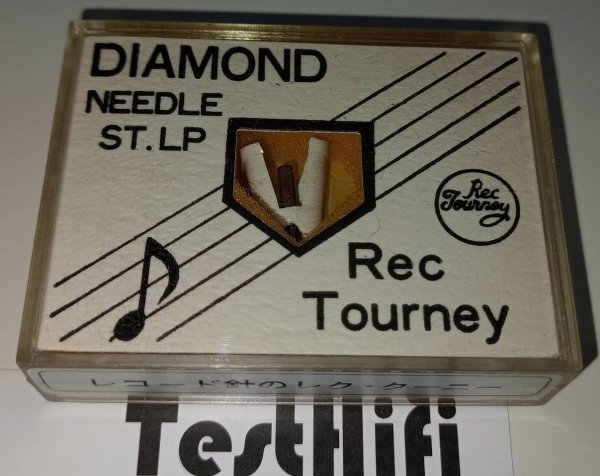 DIAMOND
NEEDLE
ST. LP
Rec
Tourney
Rec
Tourney
レコード針のレク・ターニー
TestHifi